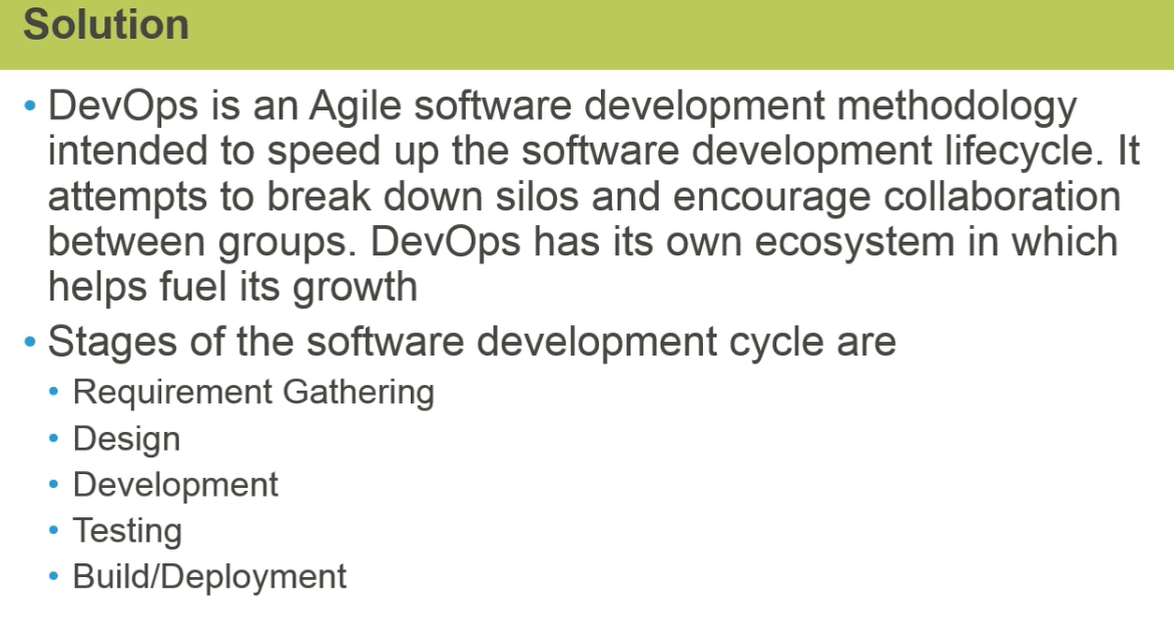 Solution
• DevOps is an Agile software development methodology
intended to speed up the software development lifecycle. It
attempts to break down silos and encourage collaboration
between groups. DevOps has its own ecosystem in which
helps fuel its growth
• Stages of the software development cycle are
• Requirement Gathering
• Design
• Development
• Testing
• Build/Deployment